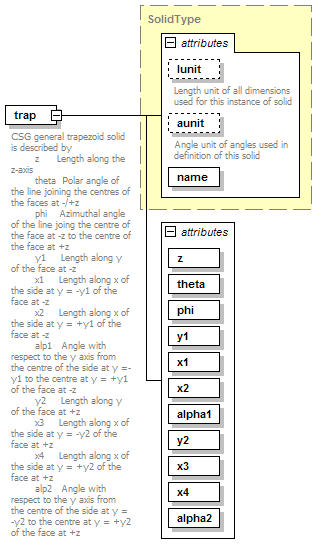 SolidType
attributes
lunit
Length unit of all dimensions
used for this instance of solid
aunit
Angle unit of angles used in
definition of this solid
name
trap
CSG general trapezoid solid
is described by
z Length along the
z-axis
theta Polar angle of
the line joining the centres of
the faces at -/+z
phi Azimuthal angle
of the line joing the centre of
the face at -z to the centre of
the face at +z
y1 Length along y
of the face at -z
x1 Length along x of
the side at y = -y1 of the
face at -z
x2 Length along x of
the side at y = +y1 of the
face at -z
alp1 Angle with
respect to the y axis from
the centre of the side at y =-
y1 to the centre at y = +y1
of the face at -z
y2 Length along y
of the face at +z
x3 Length along x of
the side at y = -y2 of the
face at +z
x4 Length along x of
the side at y = +y2 of the
face at +z
alp2 Angle with
respect to the y axis from
the centre of the side at y =
-y2 to the centre at y = +y2
of the face at +z
attributes
z
theta
phi
y1
x1
x2
alpha1
y2
x3
x4
alpha2